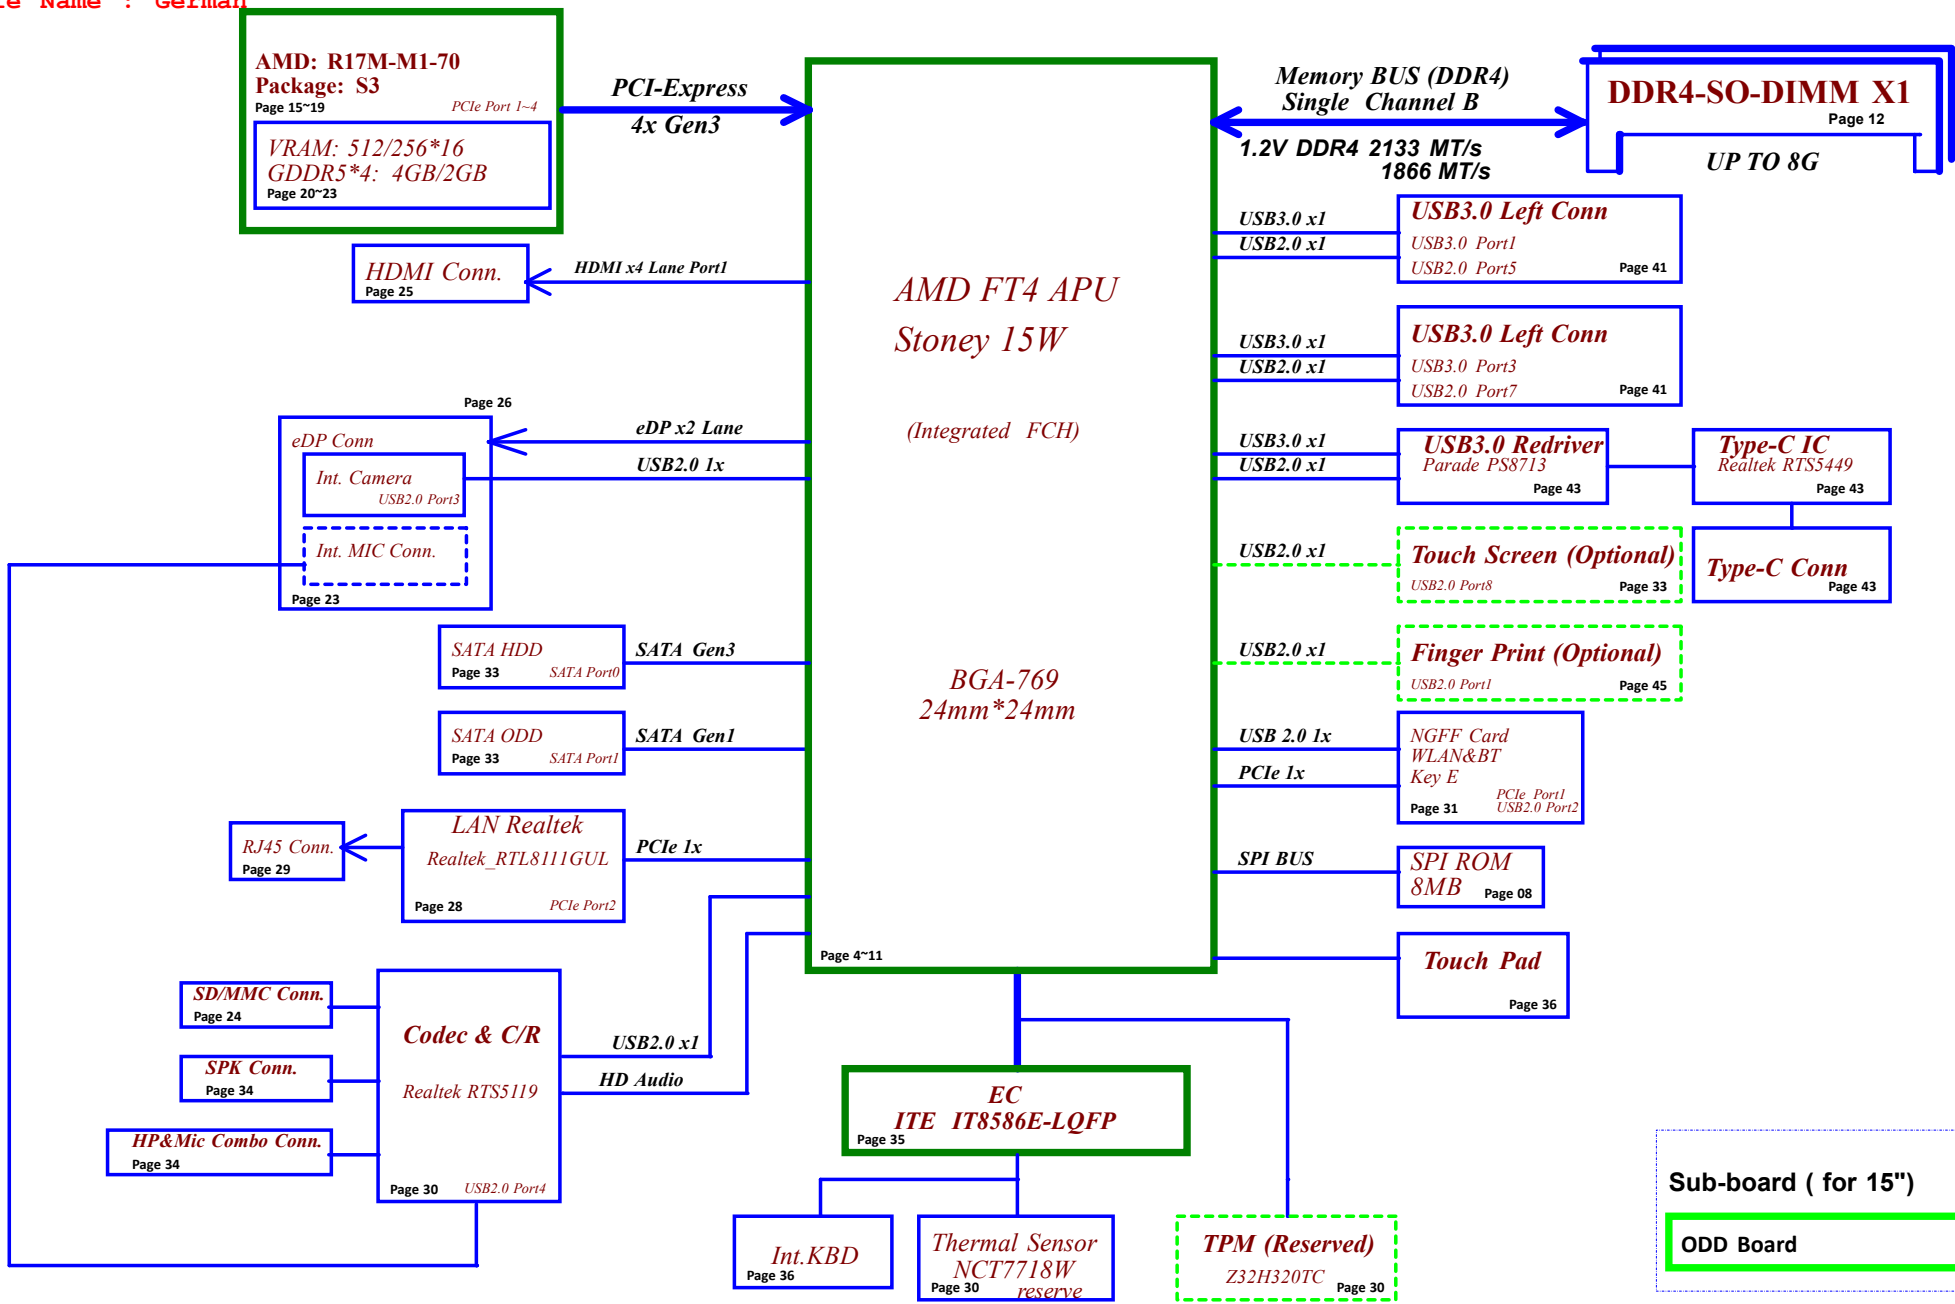 le Name : German
AMD: R17M-M1-70
Package: S3
Page 15~19
PCIe Port 1~4
VRAM: 512/256*16
GDDR5*4: 4GB/2GB
Page 20~23
PCI-Express
4x Gen3
Memory BUS (DDR4)
Single Channel B
1.2V DDR4 2133 MT/s
1866 MT/s
DDR4-SO-DIMM X1
Page 12
UP TO 8G
HDMI Conn.
Page 25
HDMI x4 Lane Port1
AMD FT4 APU
Stoney 15W
(Integrated FCH)
BGA-769
24mm*24mm
Page 4~11
USB3.0 x1
USB2.0 x1
USB3.0 Left Conn
USB3.0 Port1
USB2.0 Port5
Page 41
USB3.0 x1
USB2.0 x1
USB3.0 Left Conn
USB3.0 Port3
USB2.0 Port7
Page 41
Page 26
eDP Conn
Int. Camera
USB2.0 Port3
Int. MIC Conn.
Page 23
eDP x2 Lane
USB2.0 1x
USB3.0 x1
USB2.0 x1
USB3.0 Redriver
Parade PS8713
Page 43
Type-C IC
Realtek RTS5449
Page 43
Type-C Conn
Page 43
USB2.0 x1
Touch Screen (Optional)
USB2.0 Port8
Page 33
USB2.0 x1
Finger Print (Optional)
USB2.0 Port1
Page 45
SATA HDD
Page 33
SATA Port0
SATA Gen3
SATA ODD
Page 33
SATA Port1
SATA Gen1
USB 2.0 1x
PCIe 1x
NGFF Card
WLAN&BT
Key E
PCIe Port1
Page 31
USB2.0 Port2
RJ45 Conn.
Page 29
LAN Realtek
Realtek_RTL8111GUL
Page 28
PCIe Port2
PCIe 1x
SPI BUS
SPI ROM
8MB
Page 08
Touch Pad
Page 36
SD/MMC Conn.
Page 24
SPK Conn.
Page 34
HP&Mic Combo Conn.
Page 34
Codec & C/R
Realtek RTS5119
Page 30
USB2.0 Port4
USB2.0 x1
HD Audio
EC
ITE IT8586E-LQFP
Page 35
Int.KBD
Page 36
Thermal Sensor
NCT7718W
Page 30
reserve
TPM (Reserved)
Z32H320TC
Page 30
Sub-board ( for 15")
ODD Board